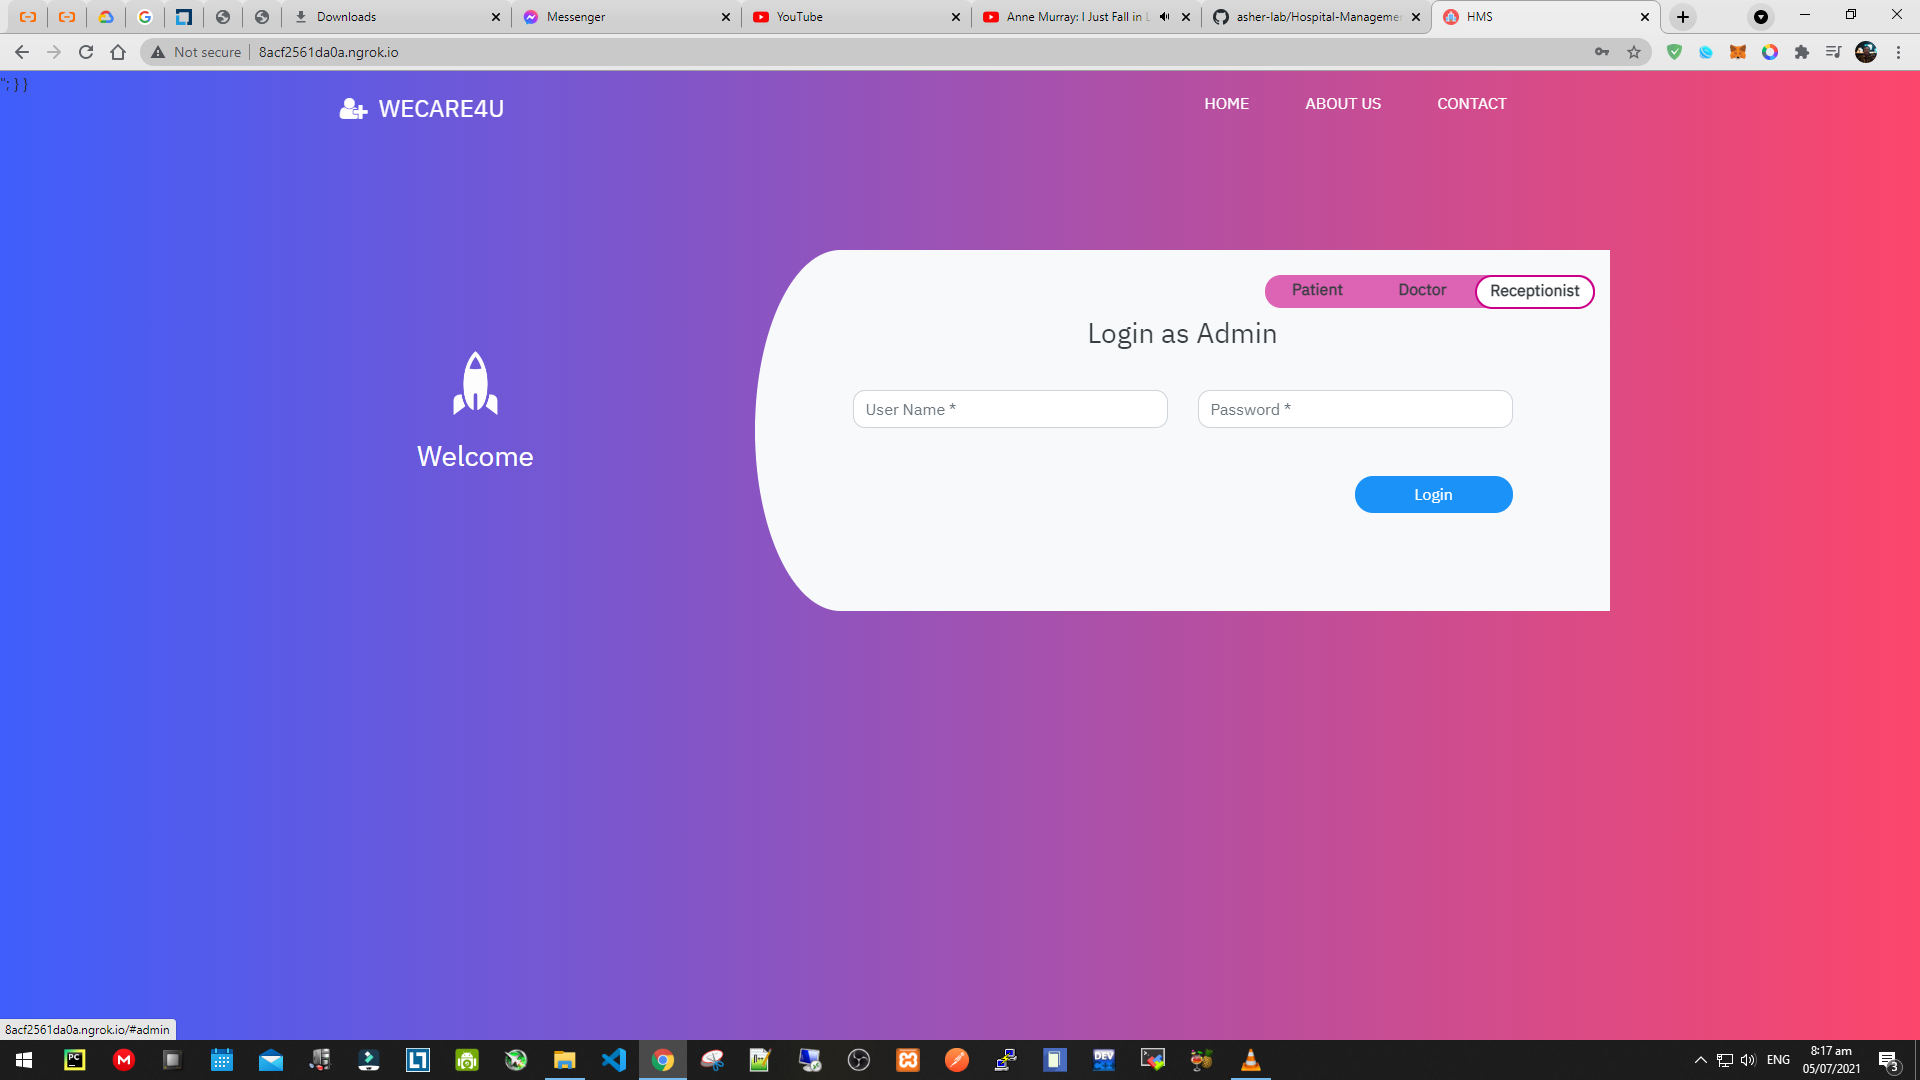 Downloads
Messenger
YouTube
Anne Murray: I Just Fall in L
asher-lab/Hospital-Managemen
HMS
Not secure
8acf2561da0a.ngrok.io
"; } }
WECARE4U
HOME
ABOUT US
CONTACT
Patient
Doctor
Receptionist
Login as Admin
User Name *
Password *
Welcome
Login
8acf2561da0a.ngrok.io/#admin
ENG
8:17 am
05/07/2021
3